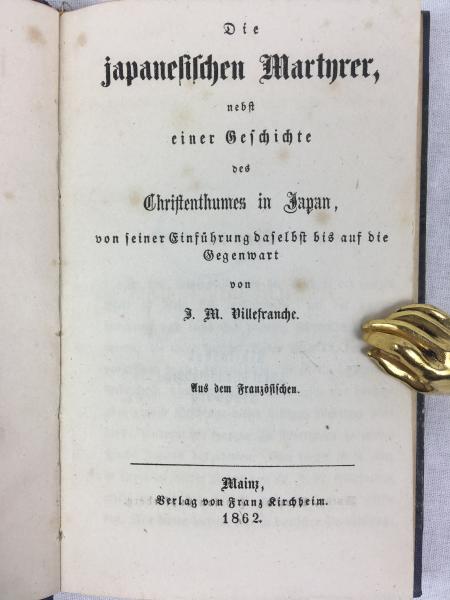 Die
japanesischen Martyrer,
nebst
einer Geschichte
des
Christenthumes in Japan,
von seiner Einführung daselbst bis auf die
Gegenwart
von
J. M. Villefranche.
Aus dem Französischen.
Mainz,
Verlag von Franz Kirchheim.
1862.